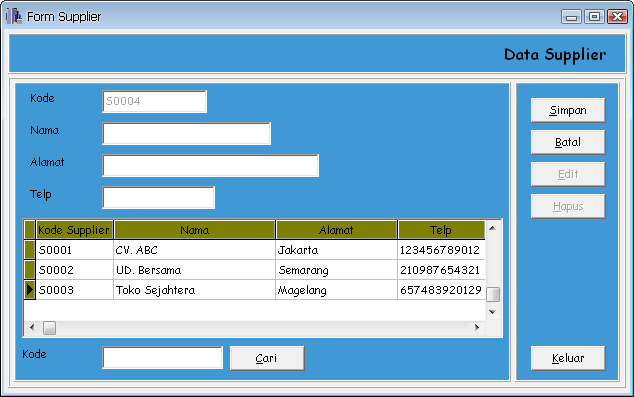 Form Supplier
Data Supplier
Kode S0004
Nama
Alamat
Telp
Simpan
Batal
Edit
Hapus
Kode Supplier Nama Alamat Telp
S0001 CV. ABC Jakarta 123456789012
S0002 UD. Bersama Semarang 210987654321
S0003 Toko Sejahtera Magelang 657483920129
Kode Cari
Keluar